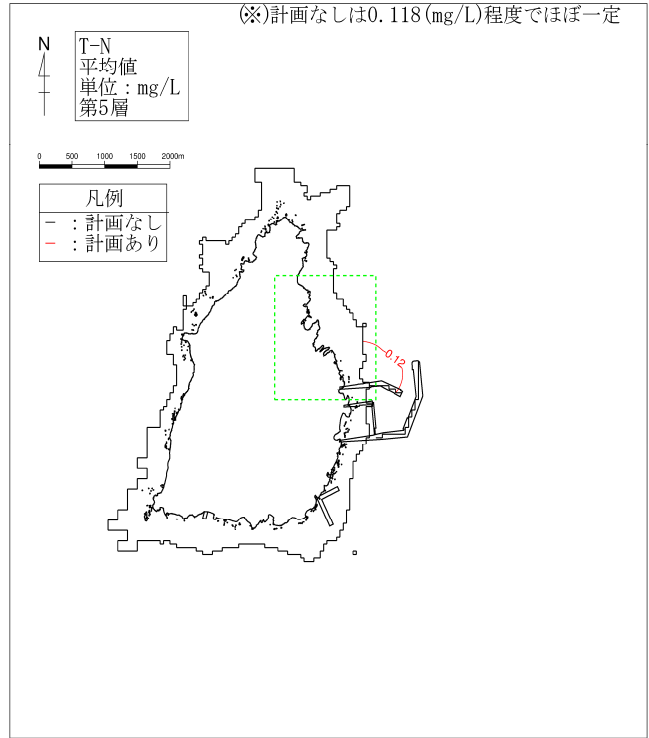 (※)計画なしは0.118(mg/L)程度でほぼ一定
N
T-N
平均値
単位：mg/L
第5層
0 500 1000 1500 2000m
凡例
－ ：計画なし
－ ：計画あり
0.12